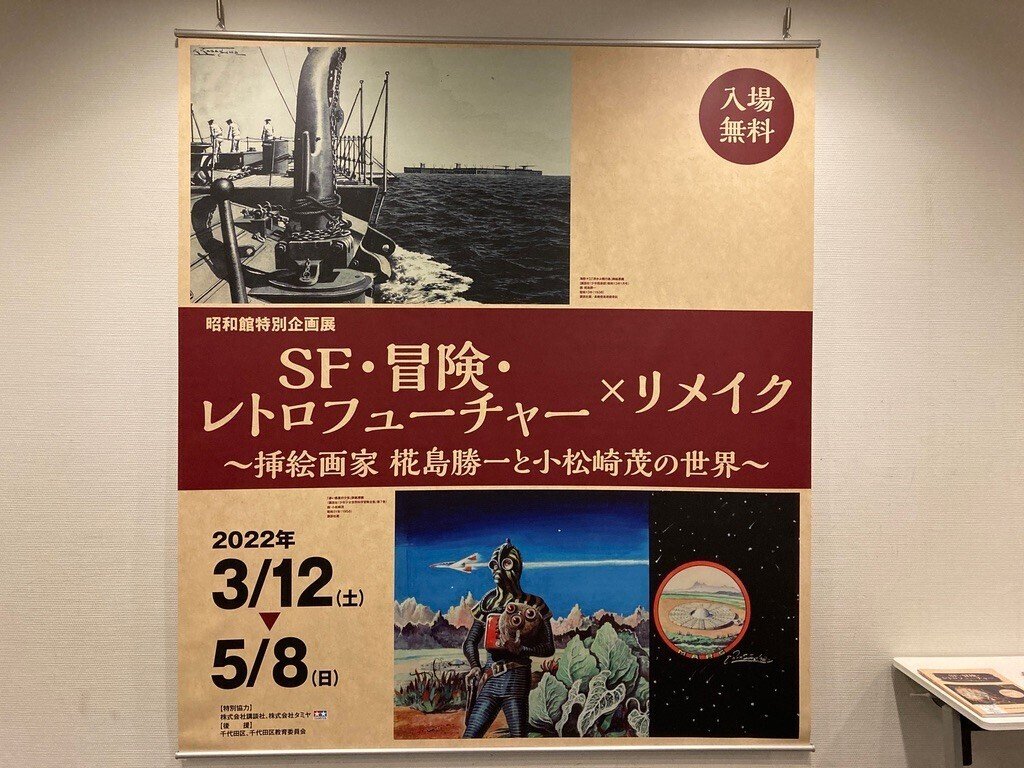 入場
無料
昭和館特別企画展
SF・冒険・
レトロフューチャー
×リメイク
～挿絵画家 椛島勝一と小松崎茂の世界～
2022年
3/12(土)
5/8(日)
[特別協力]
株式会社講談社、株式会社タミヤ
[後 援]
千代田区、千代田区教育委員会
MARS